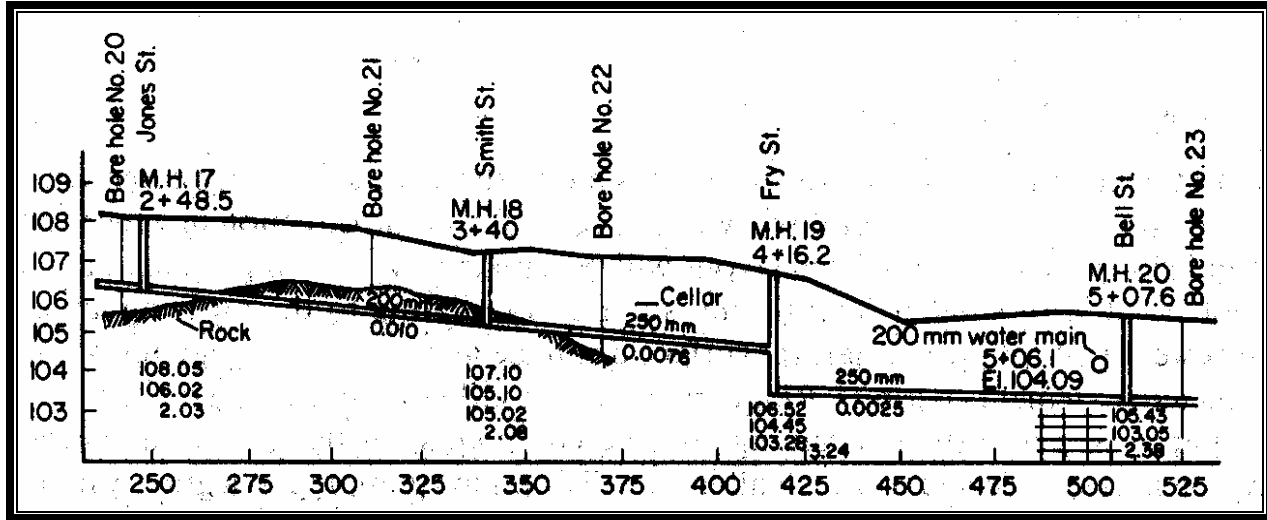 Bore hole No. 20
Jones St.
Bore hole No. 21
Smith St.
Bore hole No. 22
Fry St.
Bell St.
Bore hole No. 23
109
108
107
106
105
104
103
M.H. 17
2+48.5
M.H. 18
3+40
M.H. 19
4+16.2
M.H. 20
5+07.6
Rock
200 mm
0.010
Cellar
250 mm
0.0076
200 mm water main
5+06.1
El. 104.09
250 mm
0.0025
108.05
106.02
2.03
107.10
105.10
105.02
2.08
106.52
104.45
103.28
3.24
105.43
103.05
2.38
250
275
300
325
350
375
400
425
450
475
500
525